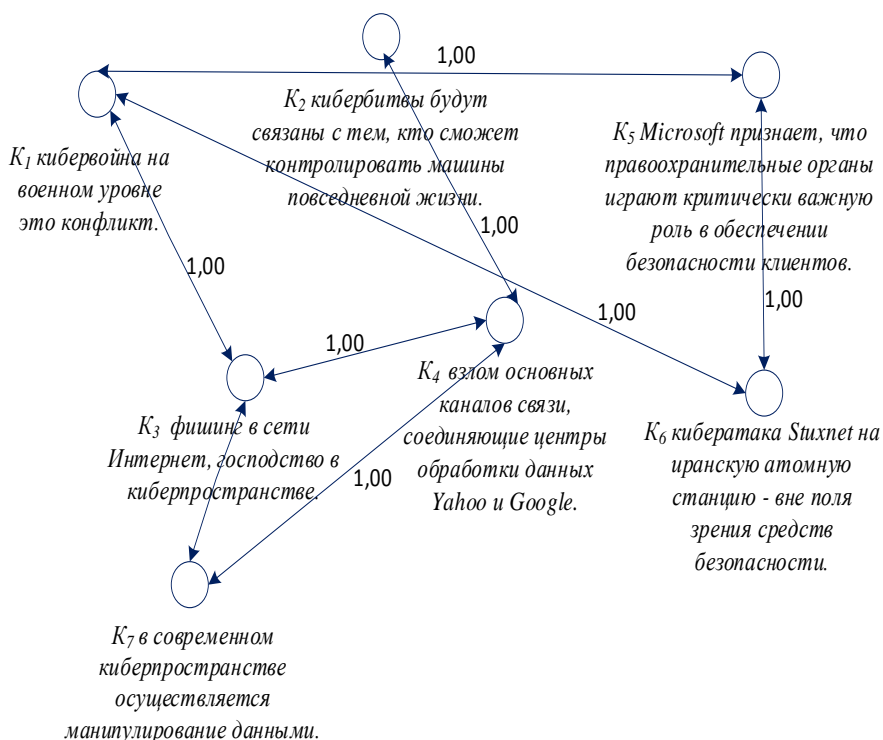 1,00
К2 кибербитвы будут
связаны с тем, кто сможет
контролировать машины
повседневной жизни.
К5 Microsoft признает, что
правоохранительные органы
играют критически важную
роль в обеспечении
безопасности клиентов.
К1 кибервойна на
военном уровне
это конфликт.
1,00
1,00
1,00
1,00
1,00
К4 взлом основных
каналов связи,
соединяющие центры
обработки данных
Yahoo и Google.
К3 фишинг в сети
Интернет, господство в
киберпространстве.
1,00
К6 кибератака Stuxnet на
иранскую атомную
станцию - вне поля
зрения средств
безопасности.
К7 в современном
киберпространстве
осуществляется
манипулирование данными.